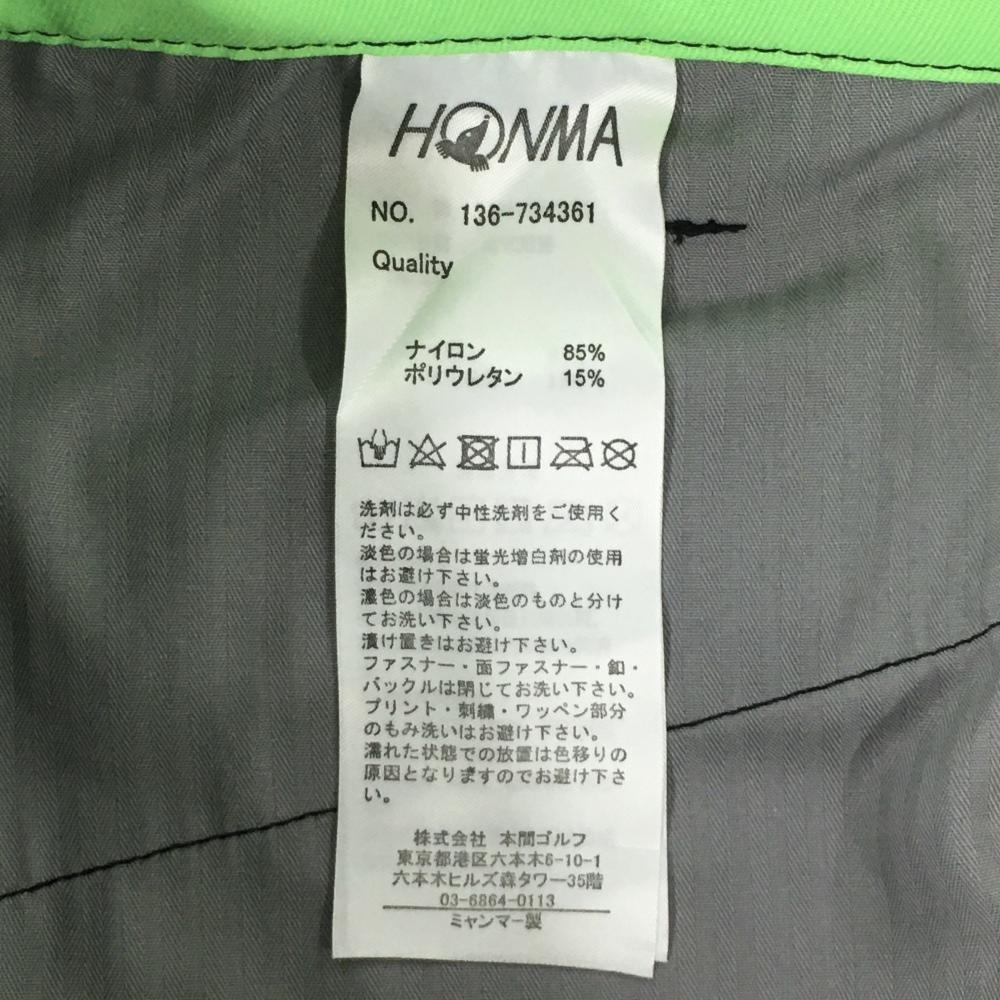 HONMA
NO. 136-734361
Quality
ナイロン 85%
ポリウレタン 15%
洗剤は必ず中性洗剤をご使用く
ださい。
淡色の場合は蛍光増白剤の使用
はお避け下さい。
濃色の場合は淡色のものと分け
てお洗い下さい。
漬け置きはお避け下さい。
ファスナー・面ファスナー・釦・
バックルは閉じてお洗い下さい。
プリント・刺繍・ワッペン部分
のもみ洗いはお避け下さい。
濡れた状態での放置は色移りの
原因となりますのでお避け下さ
い。
株式会社 本間ゴルフ
東京都港区六本木6-10-1
六本木ヒルズ森タワー35階
03-6864-0113
ミャンマー製